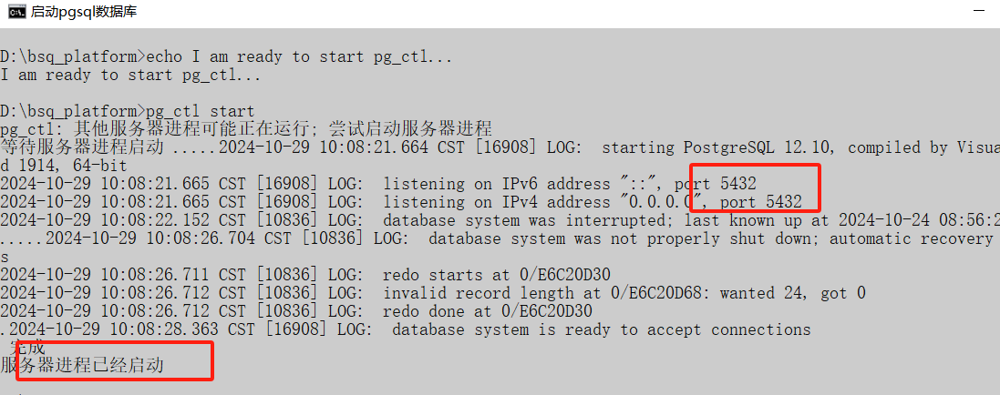 启动pgsql数据库
D:\bsq_platform>echo I am ready to start pg_ctl...
I am ready to start pg_ctl...
D:\bsq_platform>pg_ctl start
pg_ctl: 其他服务器进程可能正在运行; 尝试启动服务器进程
等待服务器进程启动 .....2024-10-29 10:08:21.664 CST [16908] LOG:  starting PostgreSQL 12.10, compiled by Visua
d 1914, 64-bit
2024-10-29 10:08:21.665 CST [16908] LOG:  listening on IPv6 address "::", port 5432
2024-10-29 10:08:21.665 CST [16908] LOG:  listening on IPv4 address "0.0.0.0", port 5432
2024-10-29 10:08:22.152 CST [10836] LOG:  database system was interrupted; last known up at 2024-10-24 08:56:2
.....2024-10-29 10:08:26.704 CST [10836] LOG:  database system was not properly shut down; automatic recovery
s
2024-10-29 10:08:26.711 CST [10836] LOG:  redo starts at 0/E6C20D30
2024-10-29 10:08:26.712 CST [10836] LOG:  invalid record length at 0/E6C20D68: wanted 24, got 0
2024-10-29 10:08:26.712 CST [10836] LOG:  redo done at 0/E6C20D30
.2024-10-29 10:08:28.363 CST [16908] LOG:  database system is ready to accept connections
完成
服务器进程已经启动